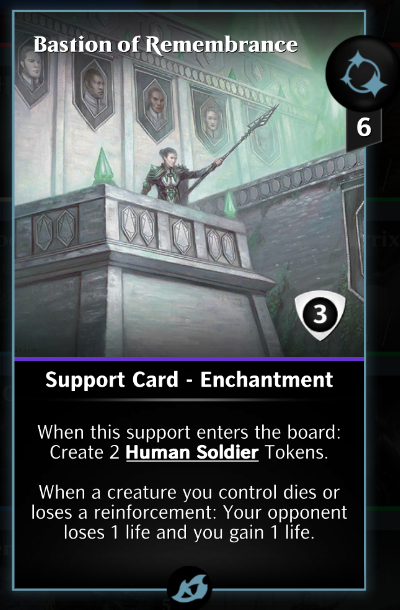 Bastion of Remembrance
6
3
Support Card - Enchantment
When this support enters the board:
Create 2 Human Soldier Tokens.
When a creature you control dies or
loses a reinforcement: Your opponent
loses 1 life and you gain 1 life.